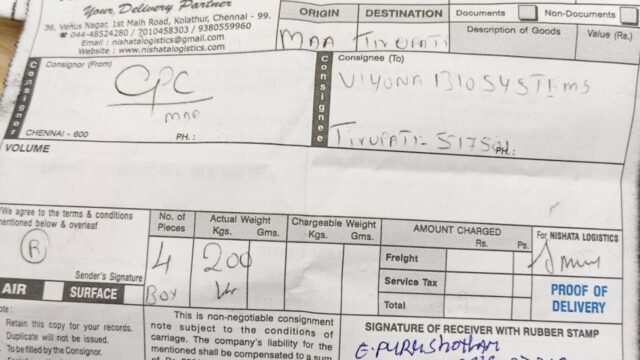 Your Delivery Partner
36, Venus Nagar, 1st Main Road, Kolathur, Chennai - 99.
044-48524280 / 7010458303 / 9380559960
Email : nishatalogistics@gmail.com
Website : www.nishatalogistics.com
ORIGIN
DESTINATION
Documents
Non-Documents
MAA
TIRUPATI
Description of Goods
Value (Rs.)
Consignor
Consignor (From)
CPC
MAA
CHENNAI - 600
PH. :
Consignee
Consignee (To)
VIYONA BIOSYSTEMS
TIRUPATI - 517501
PH. :
VOLUME
We agree to the terms & conditions
mentioned below & overleaf
R
Sender's Signature
No. of
Pieces
4
BOX
Actual Weight
Kgs.
Gms.
200
Chargeable Weight
Kgs.
Gms.
AMOUNT CHARGED
Rs.
Ps.
Freight
Service Tax
Total
For NISHATA LOGISTICS
PROOF OF
DELIVERY
AIR
SURFACE
Note :
Retain this copy for your records.
Duplicate will not be issued.
To be filled by the Consignor.
This is non-negotiable consignment
note subject to the conditions of
carriage. The company's liability for the
mentioned shall be compensated to a sum
SIGNATURE OF RECEIVER WITH RUBBER STAMP
E. PURUSHOTHAM